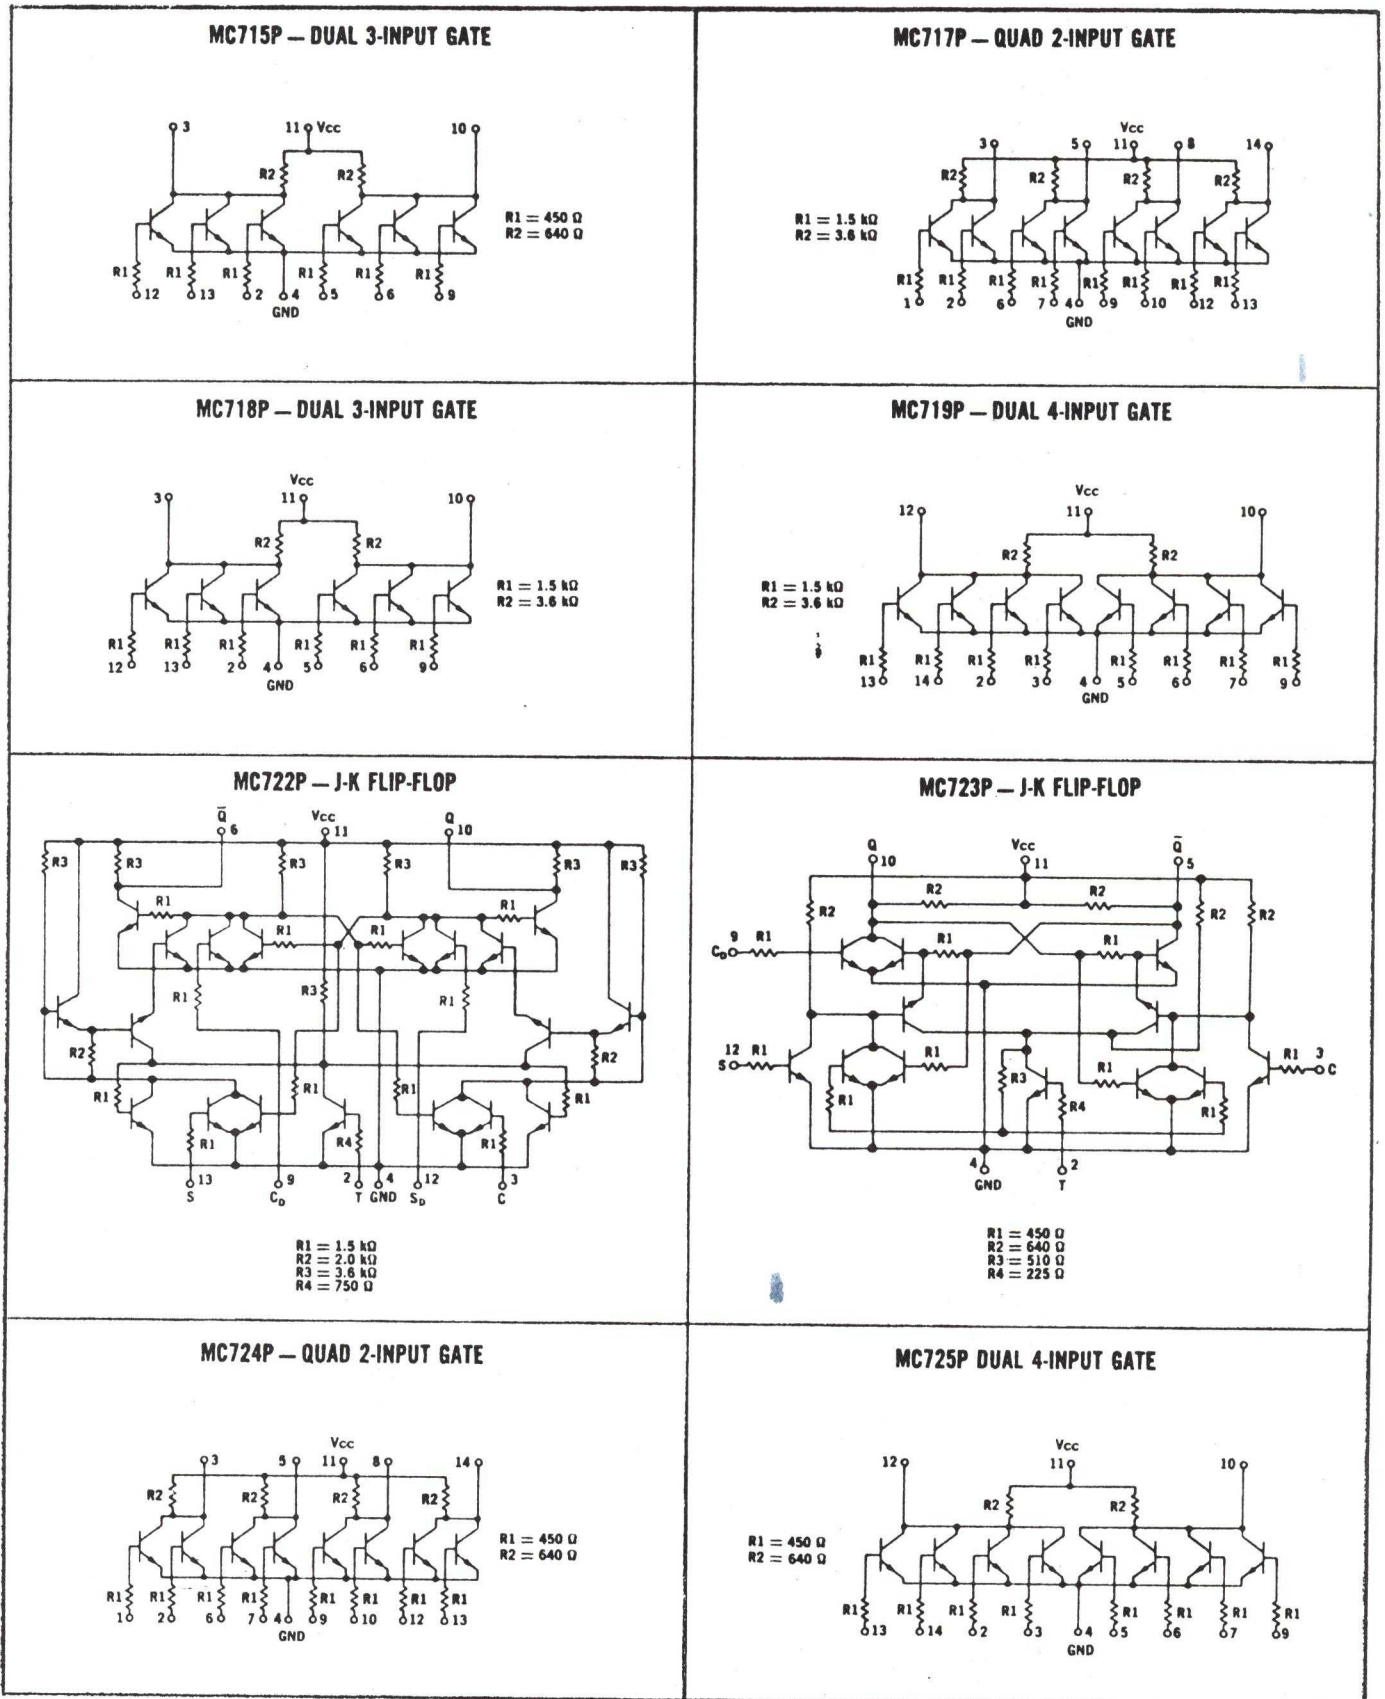 MC715P — DUAL 3-INPUT GATE
3 11 Vcc 10
R2 R2
R1 = 450 Ω
R2 = 640 Ω
R1 R1 R1 R1 R1 R1
12 13 2 4 5 6 9
GND
MC717P — QUAD 2-INPUT GATE
Vcc
3 5 11 8 14
R2 R2 R2 R2
R1 = 1.5 kΩ
R2 = 3.6 kΩ
R1 R1 R1 R1 R1 R1 R1 R1
1 2 6 7 4 9 10 12 13
GND
MC718P — DUAL 3-INPUT GATE
Vcc
3 11 10
R2 R2
R1 = 1.5 kΩ
R2 = 3.6 kΩ
R1 R1 R1 R1 R1 R1
12 13 2 4 5 6 9
GND
MC719P — DUAL 4-INPUT GATE
Vcc
12 11 10
R2 R2
R1 = 1.5 kΩ
R2 = 3.6 kΩ
R1 R1 R1 R1 R1 R1 R1 R1
13 14 2 3 4 5 6 7 9
GND
MC722P — J-K FLIP-FLOP
Q̅ Vcc Q
6 11 10
R3 R3 R3 R3 R3 R3
R1 R1
R1 R1
R1 R3 R1
R2 R2
R1 R1 R1 R1
R1 R4 R1
13 9 2 4 12 3
S CD T GND SD C
R1 = 1.5 kΩ
R2 = 2.0 kΩ
R3 = 3.6 kΩ
R4 = 750 Ω
MC723P — J-K FLIP-FLOP
Q Vcc Q̅
10 11 5
R2 R2
R2 R2 R2
9 R1 R1 R1
CD
12 R1 R1 R1 3
S C
R3 R1
R1 R4 R1
4 2
GND T
R1 = 450 Ω
R2 = 640 Ω
R3 = 510 Ω
R4 = 225 Ω
MC724P — QUAD 2-INPUT GATE
Vcc
3 5 11 8 14
R2 R2 R2 R2
R1 = 450 Ω
R2 = 640 Ω
R1 R1 R1 R1 R1 R1 R1 R1
1 2 6 7 4 9 10 12 13
GND
MC725P DUAL 4-INPUT GATE
Vcc
12 11 10
R2 R2
R1 = 450 Ω
R2 = 640 Ω
R1 R1 R1 R1 R1 R1 R1 R1
13 14 2 3 4 5 6 7 9
GND